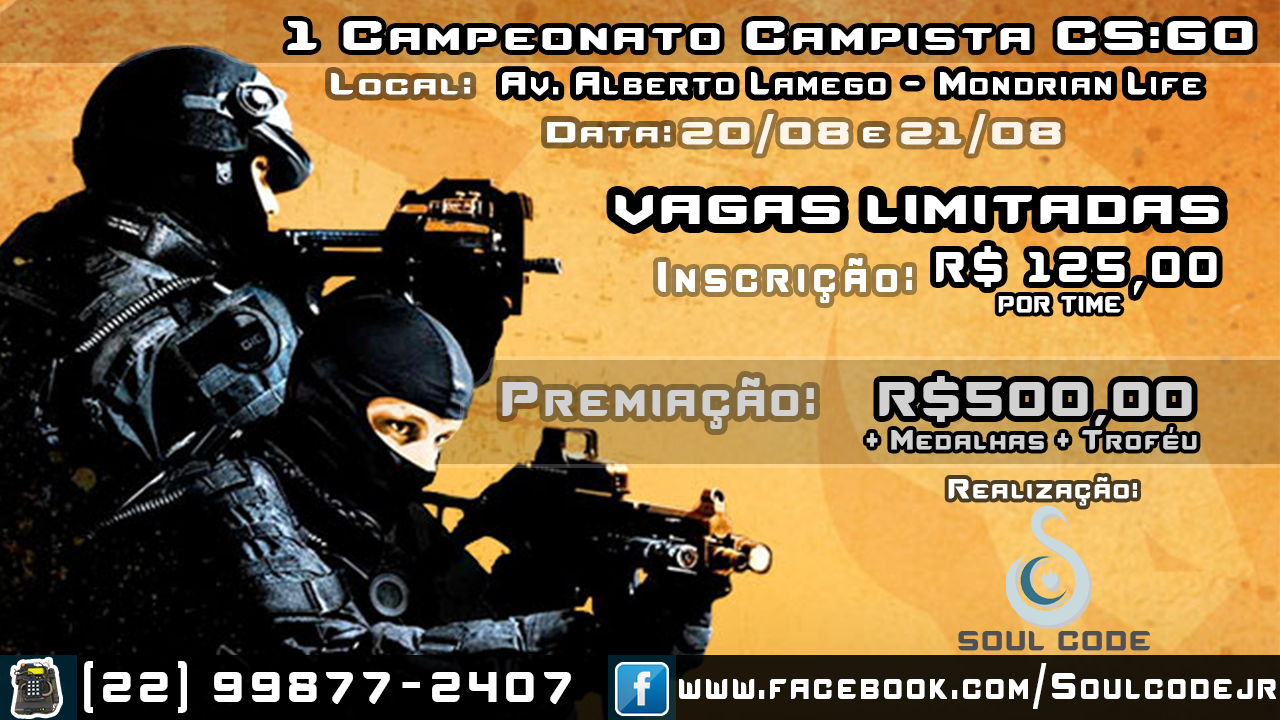 1 Campeonato Campista CS:GO
Local: Av. Alberto Lamego - Mondrian Life
Data: 20/08 e 21/08
VAGAS LIMITADAS
Inscrição: R$ 125,00
POR TIME
Premiação: R$500,00
+ Medalhas + Troféu
Realização:
SOUL CODE
(22) 99877-2407
f www.facebook.com/Soulcodejr